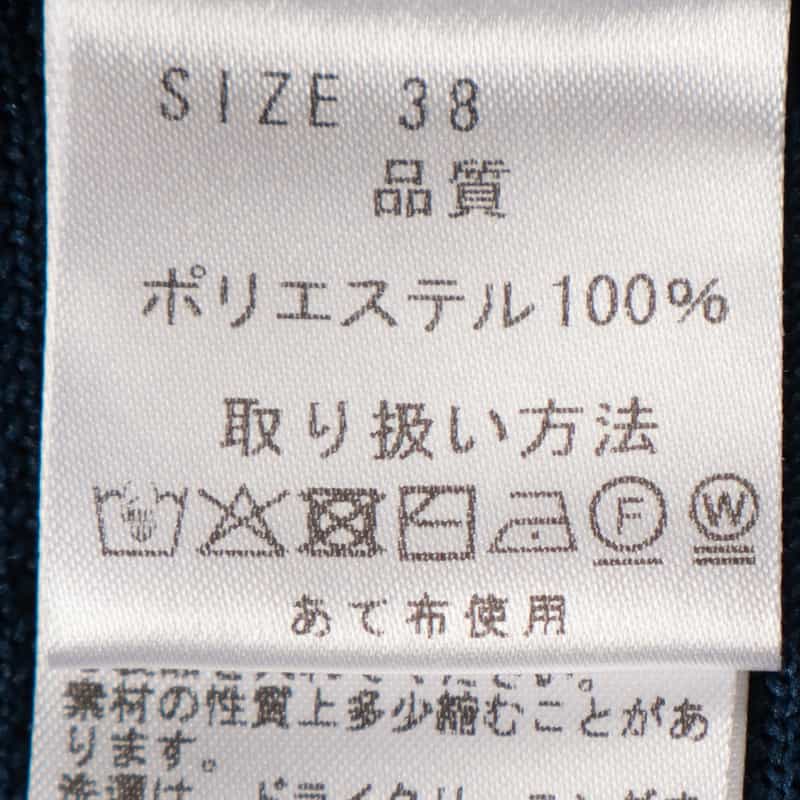 SIZE 38
品質
ポリエステル100%
取り扱い方法
F W
あて布使用
素材の性質上多少縮むことがあ
ります。